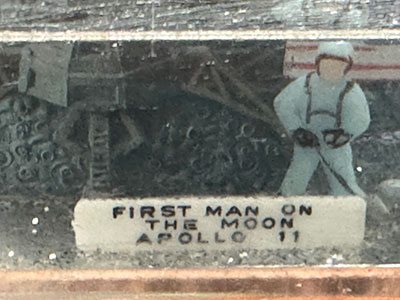 FIRST MAN ON
THE MOON
APOLLO 11